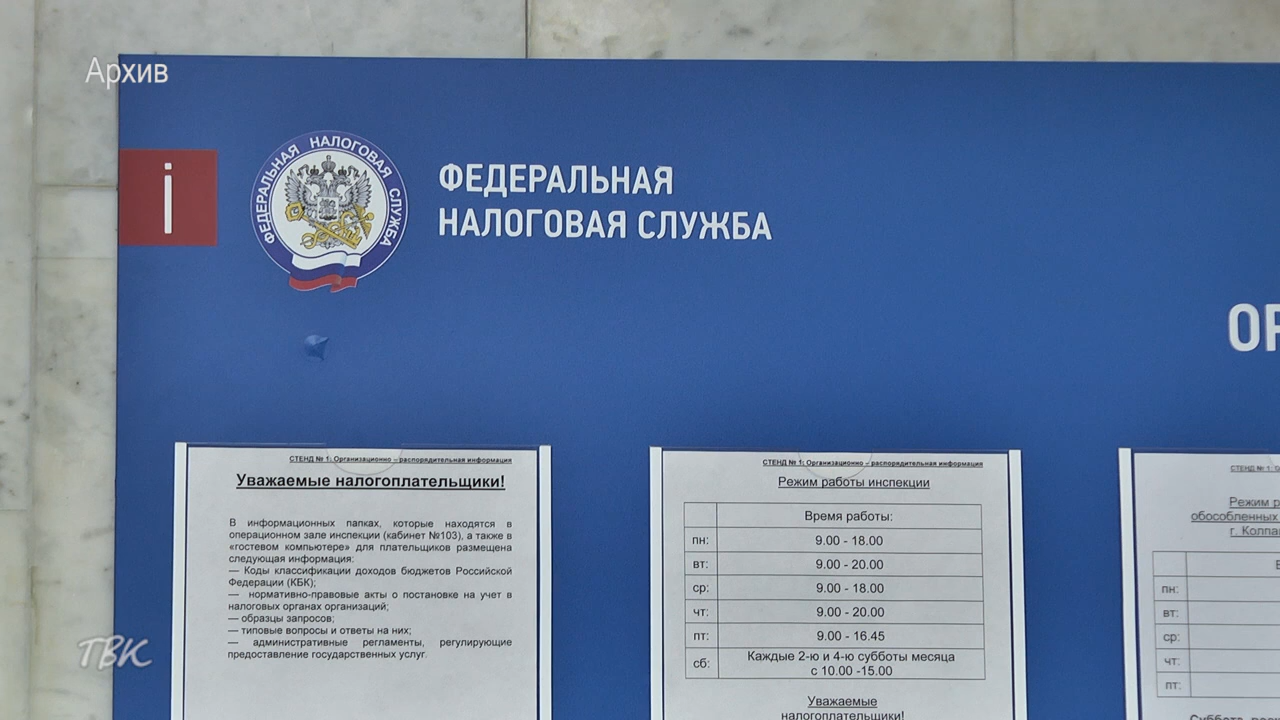 Архив
i
ФЕДЕРАЛЬНАЯ НАЛОГОВАЯ СЛУЖБА
ФЕДЕРАЛЬНАЯ
НАЛОГОВАЯ СЛУЖБА
СТЕНД № 1: Организационно – распорядительная информация
Уважаемые налогоплательщики!
В информационных папках, которые находятся в
операционном зале инспекции (кабинет №103), а также в
«гостевом компьютере» для плательщиков размещена
следующая информация:
— Коды классификации доходов бюджетов Российской
Федерации (КБК);
— нормативно-правовые акты о постановке на учет в
налоговых органах организаций;
— образцы запросов;
— типовые вопросы и ответы на них;
— административные регламенты, регулирующие
предоставление государственных услуг.
СТЕНД № 1: Организационно – распорядительная информация
Режим работы инспекции
Время работы:
пн: 9.00 - 18.00
вт: 9.00 - 20.00
ср: 9.00 - 18.00
чт: 9.00 - 20.00
пт: 9.00 - 16.45
сб: Каждые 2-ю и 4-ю субботы месяца
с 10.00 -15.00
Уважаемые
налогоплательщики!
СТЕНД № 1:
Режим
обособленных
г.
пн:
вт:
ср:
чт:
пт:
ТВК